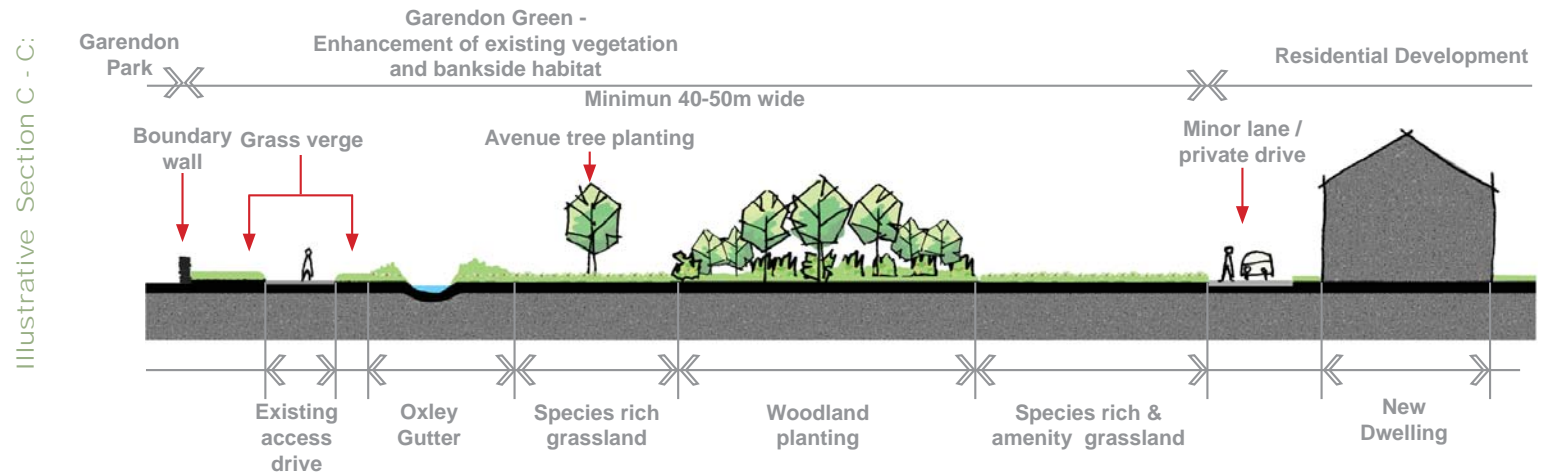 Illustrative Section C - C:
Garendon
Park
Garendon Green -
Enhancement of existing vegetation
and bankside habitat
Residential Development
Minimun 40-50m wide
Boundary
wall
Grass verge
Avenue tree planting
Minor lane /
private drive
Existing
access
drive
Oxley
Gutter
Species rich
grassland
Woodland
planting
Species rich &
amenity grassland
New
Dwelling